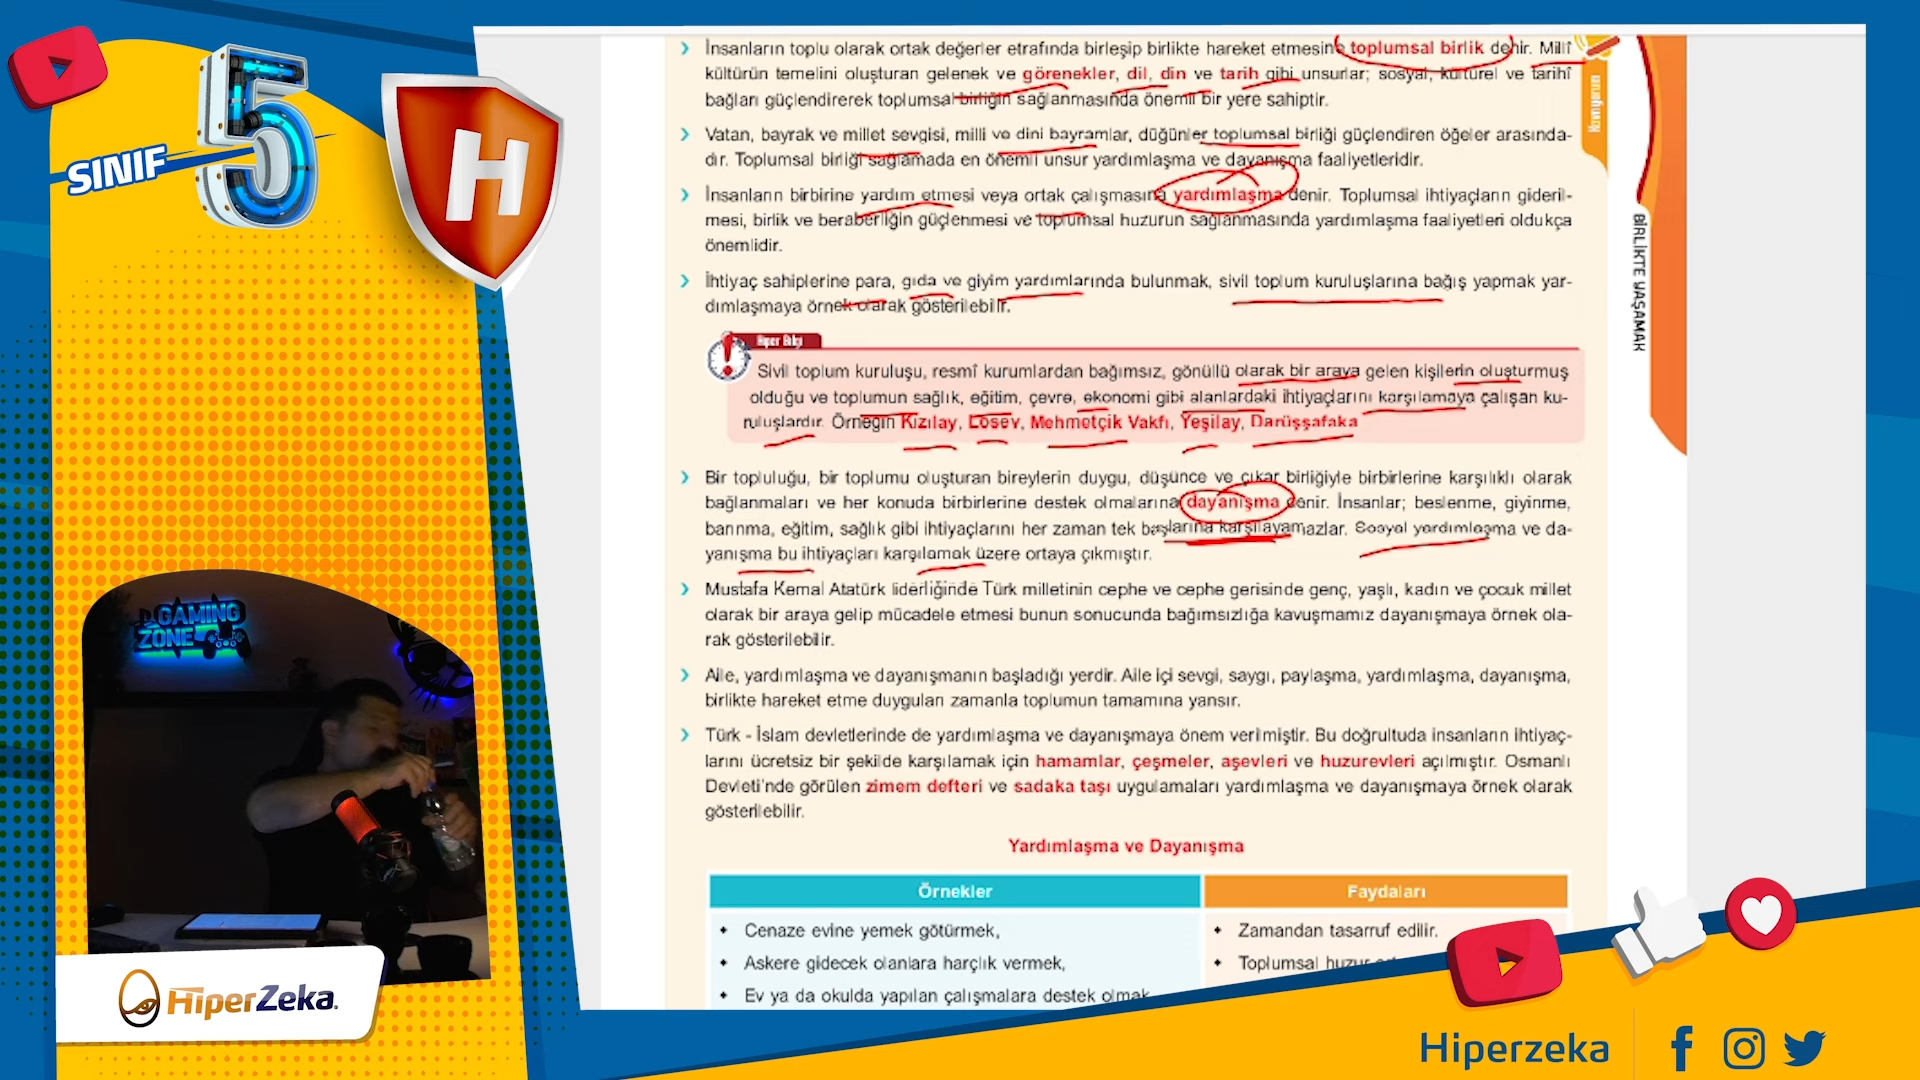 İnsanların toplu olarak ortak değerler etrafında birleşip birlikte hareket etmesine toplumsal birlik denir. Millî
kültürün temelini oluşturan gelenek ve görenekler, dil, din ve tarih gibi unsurlar; sosyal, kültürel ve tarihî
bağları güçlendirerek toplumsal birliğin sağlanmasında önemli bir yere sahiptir.
Vatan, bayrak ve millet sevgisi, milli ve dini bayramlar, düğünler toplumsal birliği güçlendiren öğeler arasında-
dır. Toplumsal birliği sağlamada en önemli unsur yardımlaşma ve dayanışma faaliyetleridir.
İnsanların birbirine yardım etmesi veya ortak çalışmasına yardımlaşma denir. Toplumsal ihtiyaçların gideril-
mesi, birlik ve beraberliğin güçlenmesi ve toplumsal huzurun sağlanmasında yardımlaşma faaliyetleri oldukça
önemlidir.
İhtiyaç sahiplerine para, gıda ve giyim yardımlarında bulunmak, sivil toplum kuruluşlarına bağış yapmak yar-
dımlaşmaya örnek olarak gösterilebilir.
Hiper Bilgi
Sivil toplum kuruluşu, resmî kurumlardan bağımsız, gönüllü olarak bir araya gelen kişilerin oluşturmuş
olduğu ve toplumun sağlık, eğitim, çevre, ekonomi gibi alanlardaki ihtiyaçlarını karşılamaya çalışan ku-
ruluşlardır. Örneğin Kızılay, Lösev, Mehmetçik Vakfı, Yeşilay, Darüşşafaka
Bir topluluğu, bir toplumu oluşturan bireylerin duygu, düşünce ve çıkar birliğiyle birbirlerine karşılıklı olarak
bağlanmaları ve her konuda birbirlerine destek olmalarına dayanışma denir. İnsanlar; beslenme, giyinme,
barınma, eğitim, sağlık gibi ihtiyaçlarını her zaman tek başlarına karşılayamazlar. Sosyal yardımlaşma ve da-
yanışma bu ihtiyaçları karşılamak üzere ortaya çıkmıştır.
Mustafa Kemal Atatürk liderliğinde Türk milletinin cephe ve cephe gerisinde genç, yaşlı, kadın ve çocuk millet
olarak bir araya gelip mücadele etmesi bunun sonucunda bağımsızlığa kavuşmamız dayanışmaya örnek ola-
rak gösterilebilir.
Aile, yardımlaşma ve dayanışmanın başladığı yerdir. Aile içi sevgi, saygı, paylaşma, yardımlaşma, dayanışma,
birlikte hareket etme duyguları zamanla toplumun tamamına yansır.
Türk - İslam devletlerinde de yardımlaşma ve dayanışmaya önem verilmiştir. Bu doğrultuda insanların ihtiyaç-
larını ücretsiz bir şekilde karşılamak için hamamlar, çeşmeler, aşevleri ve huzurevleri açılmıştır. Osmanlı
Devleti'nde görülen zimem defteri ve sadaka taşı uygulamaları yardımlaşma ve dayanışmaya örnek olarak
gösterilebilir.
Yardımlaşma ve Dayanışma
Örnekler
Faydaları
Cenaze evine yemek götürmek,
Zamandan tasarruf edilir.
Askere gidecek olanlara harçlık vermek,
Toplumsal huzur
Ev ya da okulda yapılan çalışmalara destek olmak
BİRLİKTE YAŞAMAK
5
SINIF
H
GAMING
ZONE
HiperZeka.
Hiperzeka